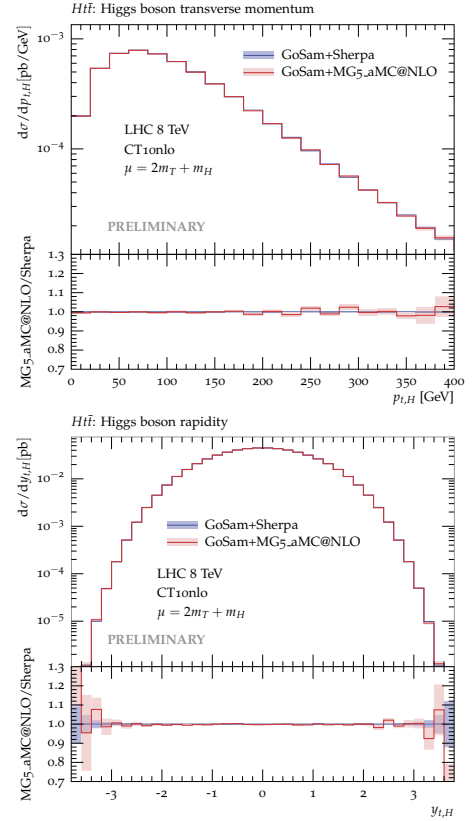 Htt̄: Higgs boson transverse momentum
dσ/dp_{t,H} [pb/GeV]
10^{−3}
10^{−4}
GoSam+Sherpa
GoSam+MG5_aMC@NLO
LHC 8 TeV
CT10nlo
μ = 2m_T + m_H
PRELIMINARY
MG5_aMC@NLO/Sherpa
1.3
1.2
1.1
1.0
0.9
0.8
0.7
0 50 100 150 200 250 300 350 400
p_{t,H} [GeV]
Htt̄: Higgs boson rapidity
dσ/dy_{t,H} [pb]
10^{−2}
10^{−3}
10^{−4}
10^{−5}
GoSam+Sherpa
GoSam+MG5_aMC@NLO
LHC 8 TeV
CT10nlo
μ = 2m_T + m_H
PRELIMINARY
MG5_aMC@NLO/Sherpa
1.3
1.2
1.1
1.0
0.9
0.8
0.7
-3 -2 -1 0 1 2 3
y_{t,H}